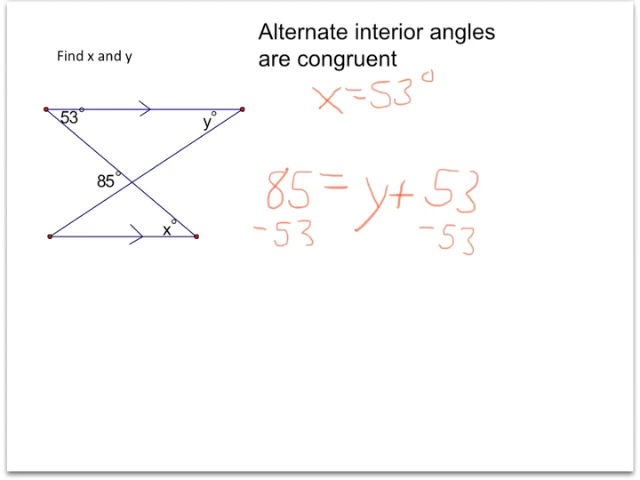 Find x and y
Alternate interior angles
are congruent
x=53°
53°
y°
85°
x°
85 = y + 53
-53 -53